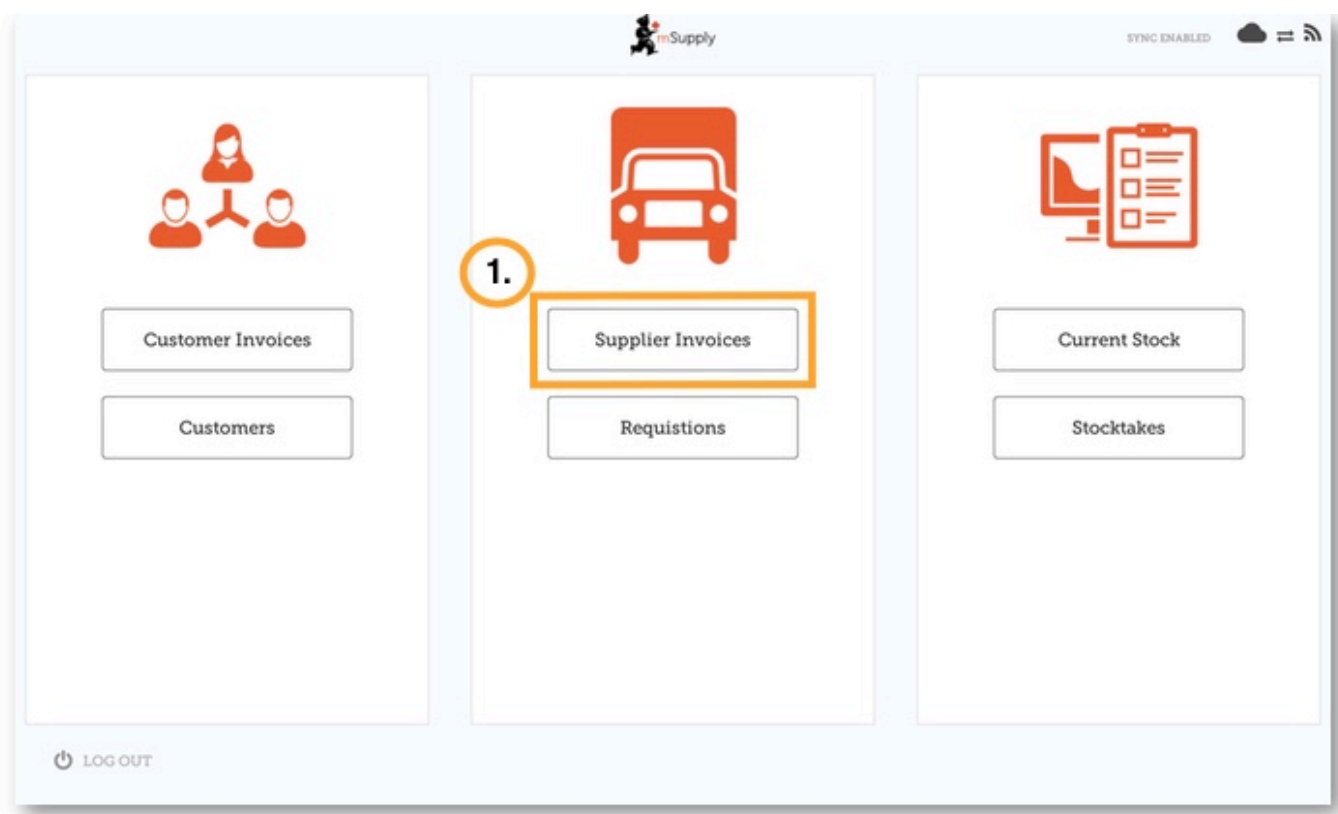 mSupply
SYNC ENABLED
1.
Customer Invoices
Supplier Invoices
Current Stock
Customers
Requistions
Stocktakes
LOG OUT